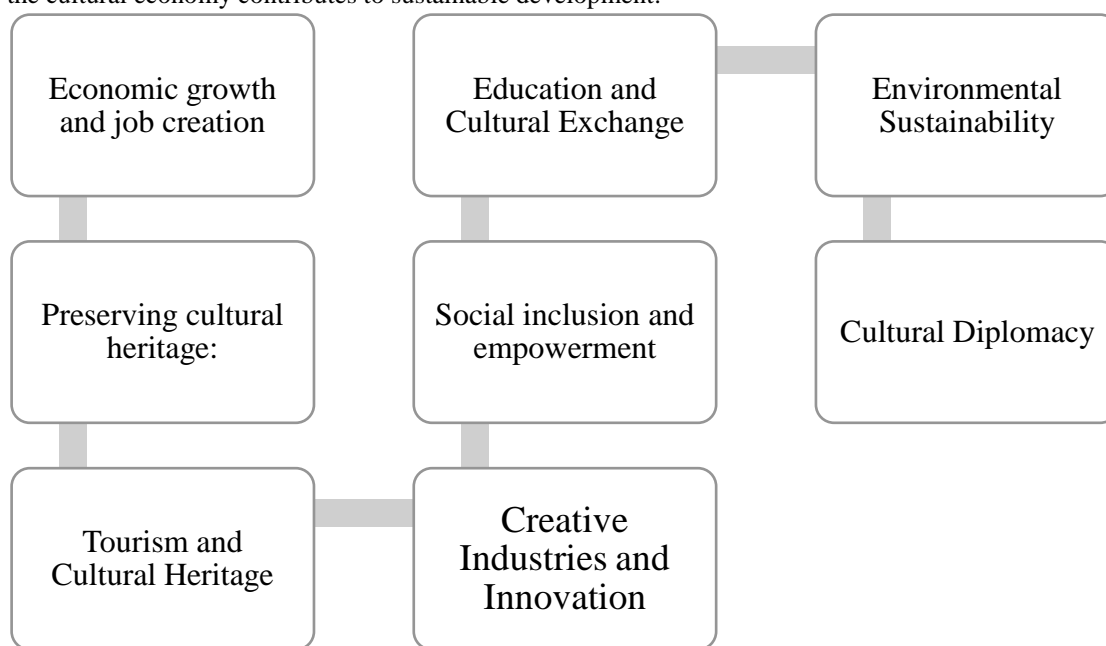 the cultural economy contributes to sustainable development:
Economic growth
and job creation
Preserving cultural
heritage:
Tourism and
Cultural Heritage
Creative
Industries and
Innovation
Social inclusion and
empowerment
Education and
Cultural Exchange
Environmental
Sustainability
Cultural Diplomacy